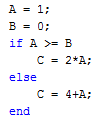 A = 1;
B = 0;
if A >= B
    C = 2*A;
else
    C = 4+A;
end